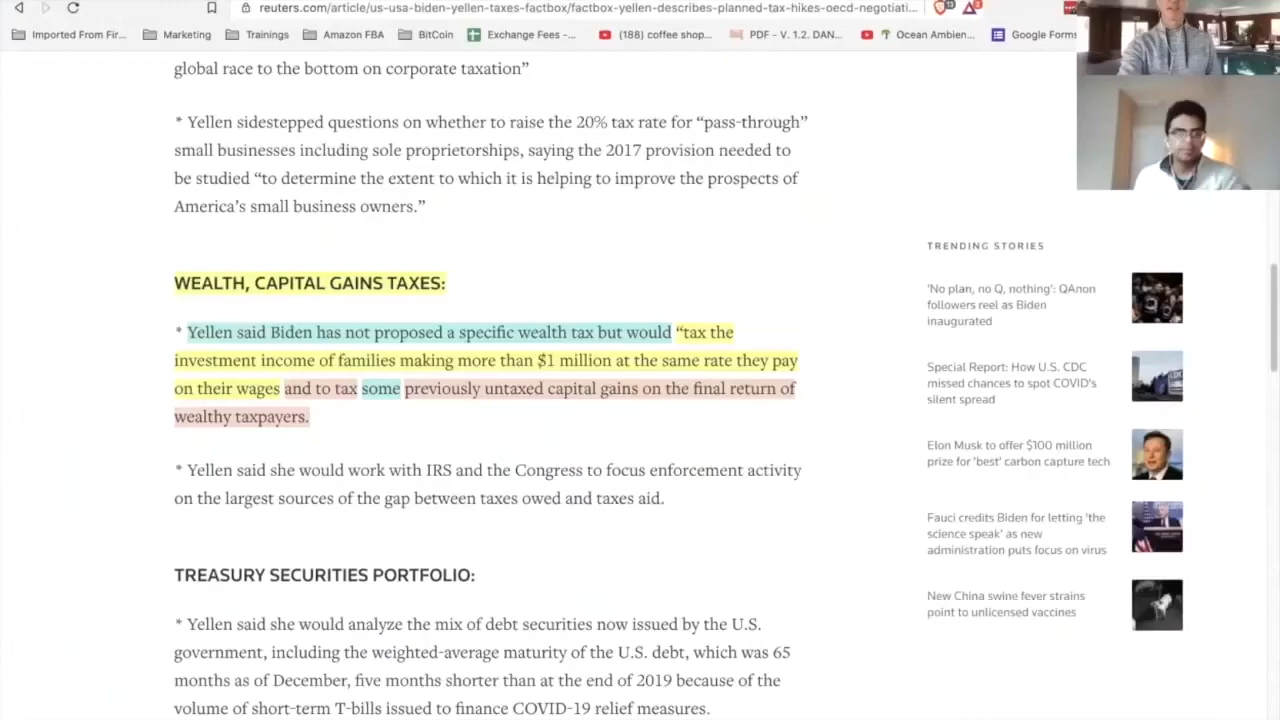 reuters.com/article/us-usa-biden-yellen-taxes-factbox/factbox-yellen-describes-planned-tax-hikes-oecd-negotiati...
Imported From Fir... Marketing Trainings Amazon FBA BitCoin Exchange Fees -... (188) coffee shop... PDF - V. 1.2. DAN... Ocean Ambien... Google Forms
global race to the bottom on corporate taxation”
* Yellen sidestepped questions on whether to raise the 20% tax rate for “pass-through”
small businesses including sole proprietorships, saying the 2017 provision needed to
be studied “to determine the extent to which it is helping to improve the prospects of
America’s small business owners.”
WEALTH, CAPITAL GAINS TAXES:
* Yellen said Biden has not proposed a specific wealth tax but would “tax the
investment income of families making more than $1 million at the same rate they pay
on their wages and to tax some previously untaxed capital gains on the final return of
wealthy taxpayers.
* Yellen said she would work with IRS and the Congress to focus enforcement activity
on the largest sources of the gap between taxes owed and taxes aid.
TREASURY SECURITIES PORTFOLIO:
* Yellen said she would analyze the mix of debt securities now issued by the U.S.
government, including the weighted-average maturity of the U.S. debt, which was 65
months as of December, five months shorter than at the end of 2019 because of the
volume of short-term T-bills issued to finance COVID-19 relief measures.
TRENDING STORIES
'No plan, no Q, nothing': QAnon
followers reel as Biden
inaugurated
Special Report: How U.S. CDC
missed chances to spot COVID's
silent spread
Elon Musk to offer $100 million
prize for 'best' carbon capture tech
Fauci credits Biden for letting 'the
science speak' as new
administration puts focus on virus
New China swine fever strains
point to unlicensed vaccines